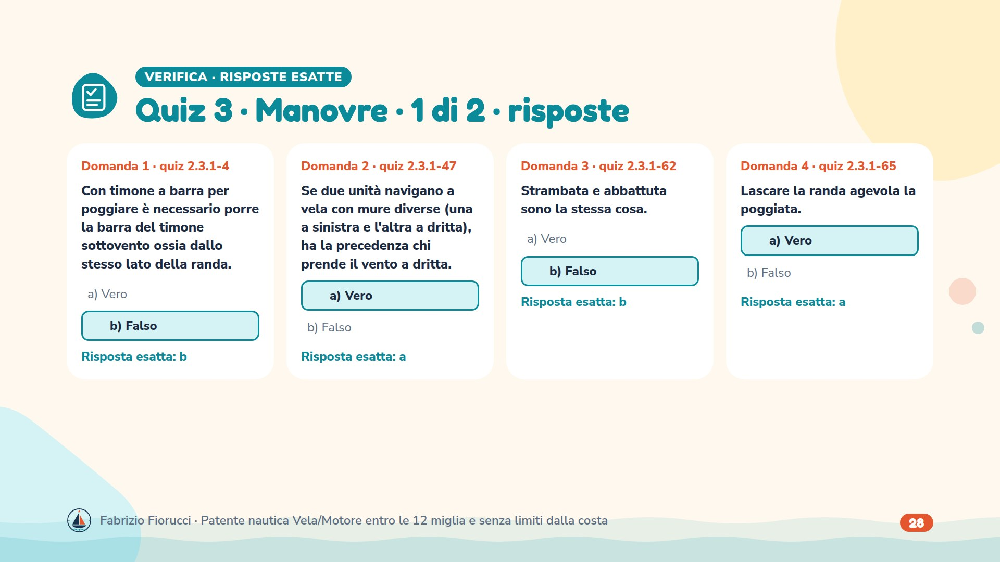 VERIFICA · RISPOSTE ESATTE
Quiz 3 · Manovre · 1 di 2 · risposte
Domanda 1 · quiz 2.3.1-4
Con timone a barra per
poggiare è necessario porre
la barra del timone
sottovento ossia dallo
stesso lato della randa.
a) Vero
b) Falso
Risposta esatta: b
Domanda 2 · quiz 2.3.1-47
Se due unità navigano a
vela con mure diverse (una
a sinistra e l'altra a dritta),
ha la precedenza chi
prende il vento a dritta.
a) Vero
b) Falso
Risposta esatta: a
Domanda 3 · quiz 2.3.1-62
Strambata e abbattuta
sono la stessa cosa.
a) Vero
b) Falso
Risposta esatta: b
Domanda 4 · quiz 2.3.1-65
Lascare la randa agevola la
poggiata.
a) Vero
b) Falso
Risposta esatta: a
Fabrizio Fiorucci · Patente nautica Vela/Motore entro le 12 miglia e senza limiti dalla costa
28